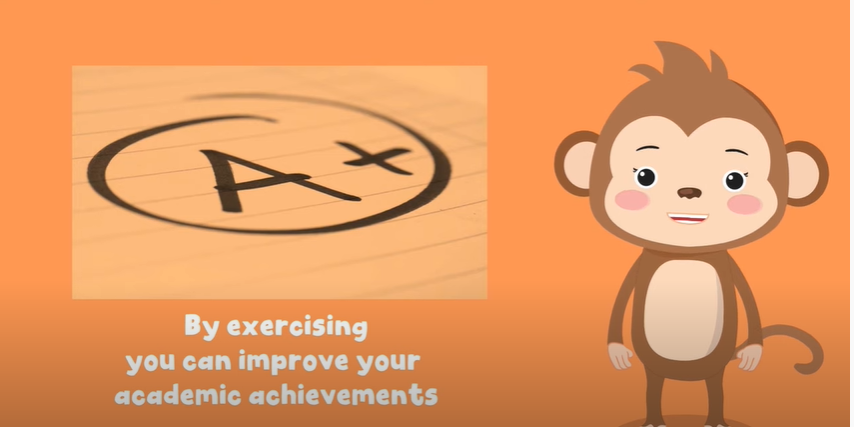 A+
By exercising
you can improve your
academic achievements